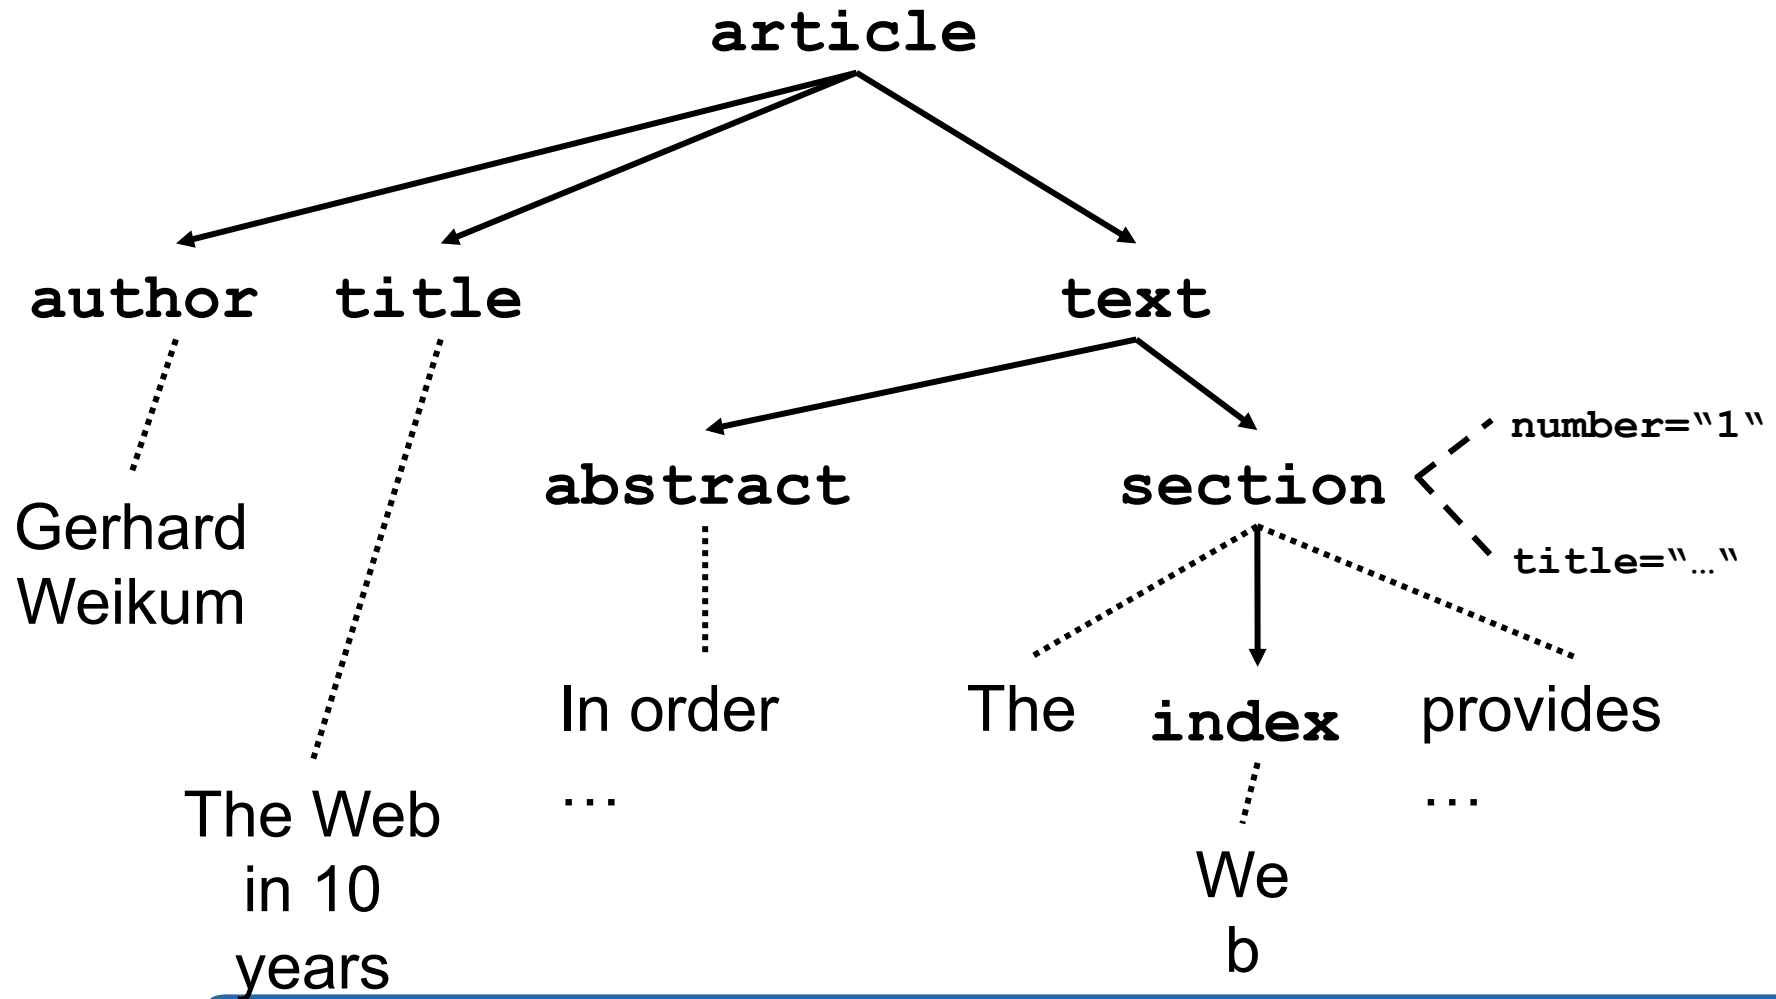 article
author title text
number=“1“
abstract section
title=“…“
Gerhard
Weikum
In order
…
The index provides
…
The Web
in 10
years
We
b